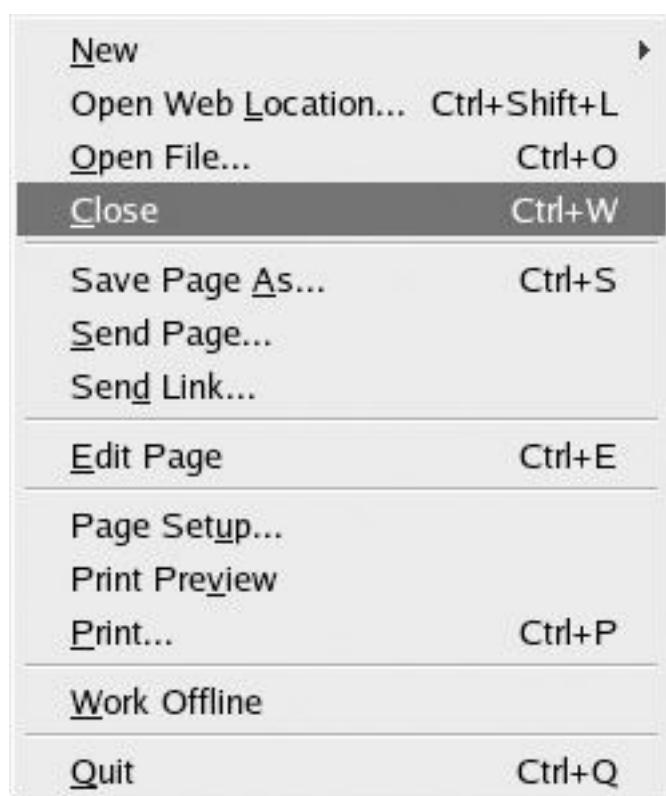 New
Open Web Location... Ctrl+Shift+L
Open File... Ctrl+O
Close Ctrl+W
Save Page As... Ctrl+S
Send Page...
Send Link...
Edit Page Ctrl+E
Page Setup...
Print Preview
Print... Ctrl+P
Work Offline
Quit Ctrl+Q